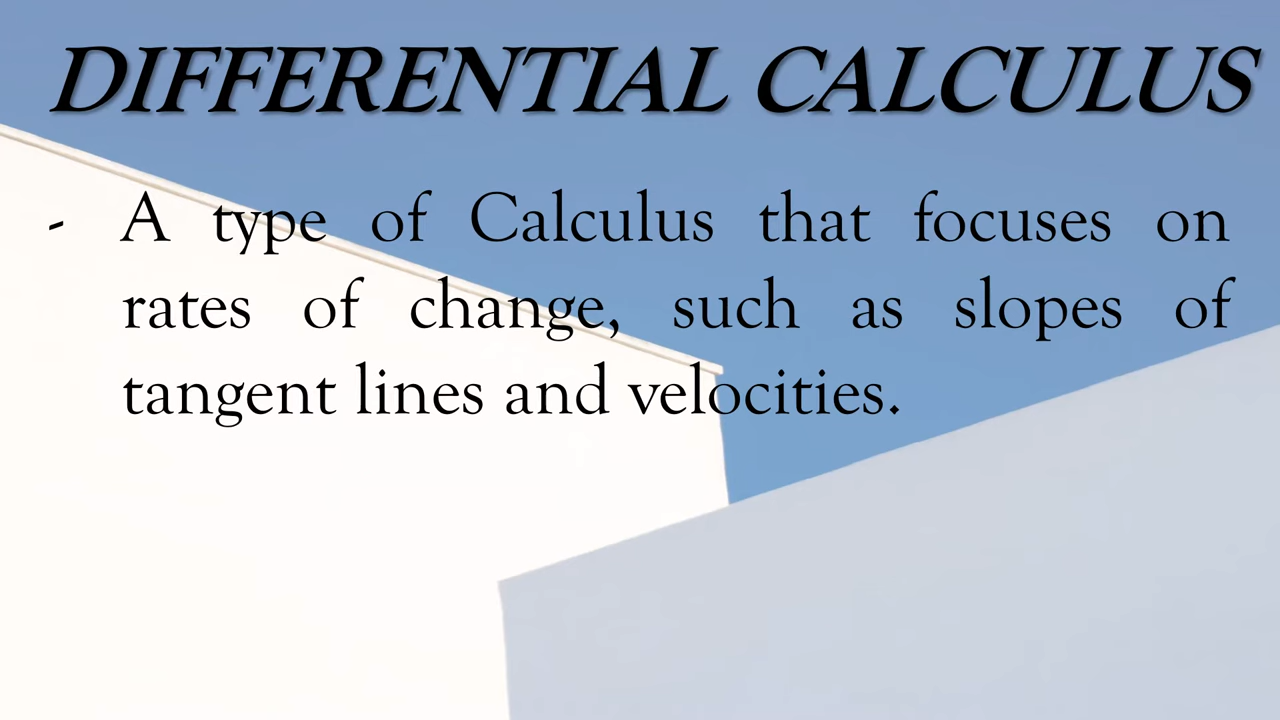 DIFFERENTIAL CALCULUS
- A type of Calculus that focuses on
rates of change, such as slopes of
tangent lines and velocities.